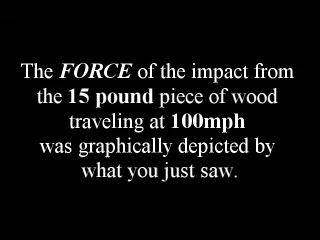 The FORCE of the impact from
the 15 pound piece of wood
traveling at 100mph
was graphically depicted by
what you just saw.